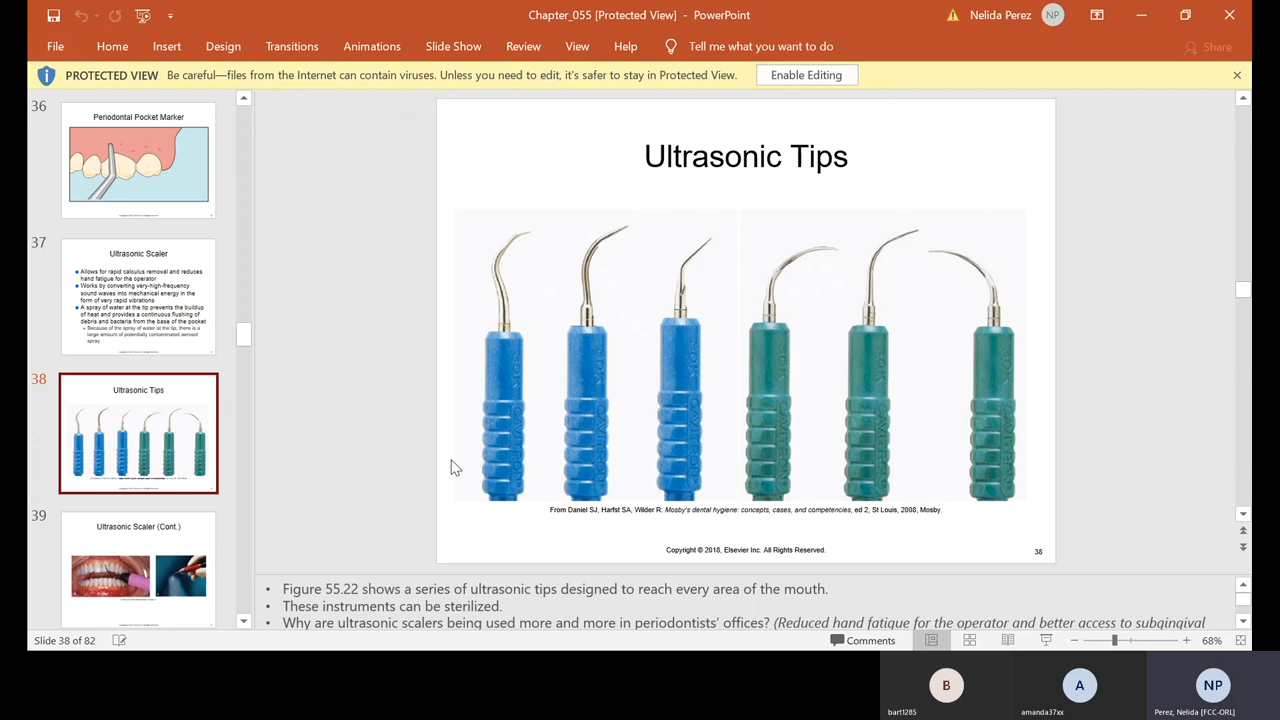 Chapter_055 [Protected View] - PowerPoint
Nelida Perez
NP
File Home Insert Design Transitions Animations Slide Show Review View Help Tell me what you want to do Share
PROTECTED VIEW Be careful—files from the Internet can contain viruses. Unless you need to edit, it's safer to stay in Protected View. Enable Editing
36
Periodontal Pocket Marker
37
Ultrasonic Scaler
Allows for rapid calculus removal and reduces
hand fatigue for the operator
Works by converting very-high-frequency
sound waves into mechanical energy in the
form of very rapid vibrations
A spray of water at the tip prevents the buildup
of heat and provides a continuous flushing of
debris and bacteria from the base of the pocket
Because of the spray of water at the tip, there is a
large amount of potentially contaminated aerosol
spray
38
Ultrasonic Tips
39
Ultrasonic Scaler (Cont.)
Ultrasonic Tips
From Daniel SJ, Harfst SA, Wilder R: Mosby's dental hygiene: concepts, cases, and competencies, ed 2, St Louis, 2008, Mosby.
Copyright © 2018, Elsevier Inc. All Rights Reserved.
38
• Figure 55.22 shows a series of ultrasonic tips designed to reach every area of the mouth.
• These instruments can be sterilized.
• Why are ultrasonic scalers being used more and more in periodontists' offices? (Reduced hand fatigue for the operator and better access to subgingival
Slide 38 of 82
Comments
68%
B
bart1285
A
amanda37xx
NP
Perez, Nelida [FCC-ORL]